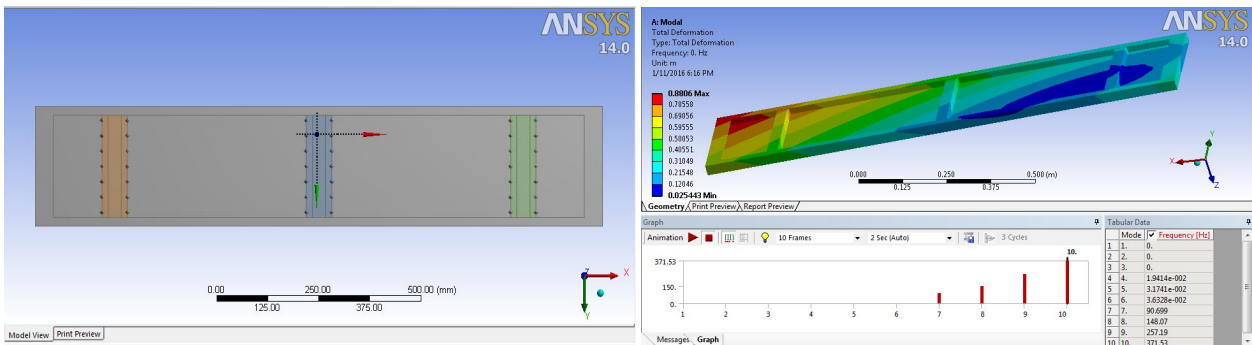 ANSYS
14.0
X
Z
Y
0.00
250.00
500.00 (mm)
125.00
375.00
Model View
Print Preview
A: Modal
Total Deformation
Type: Total Deformation
Frequency: 0. Hz
Unit: m
1/11/2016 6:16 PM
0.8806 Max
0.78558
0.69056
0.59555
0.50053
0.40551
0.31049
0.21548
0.12046
0.025443 Min
ANSYS
14.0
0.000
0.250
0.500 (m)
0.125
0.375
Y
X
Z
Geometry
Print Preview
Report Preview
Graph
Animation
10 Frames
2 Sec (Auto)
3 Cycles
10.
371.53
150.
0.
1 2 3 4 5 6 7 8 9 10
Messages
Graph
Tabular Data
Mode Frequency [Hz]
1 1. 0.
2 2. 0.
3 3. 0.
4 4. 1.9414e-002
5 5. 3.1741e-002
6 6. 3.6328e-002
7 7. 90.699
8 8. 148.07
9 9. 257.19
10 10. 371.53